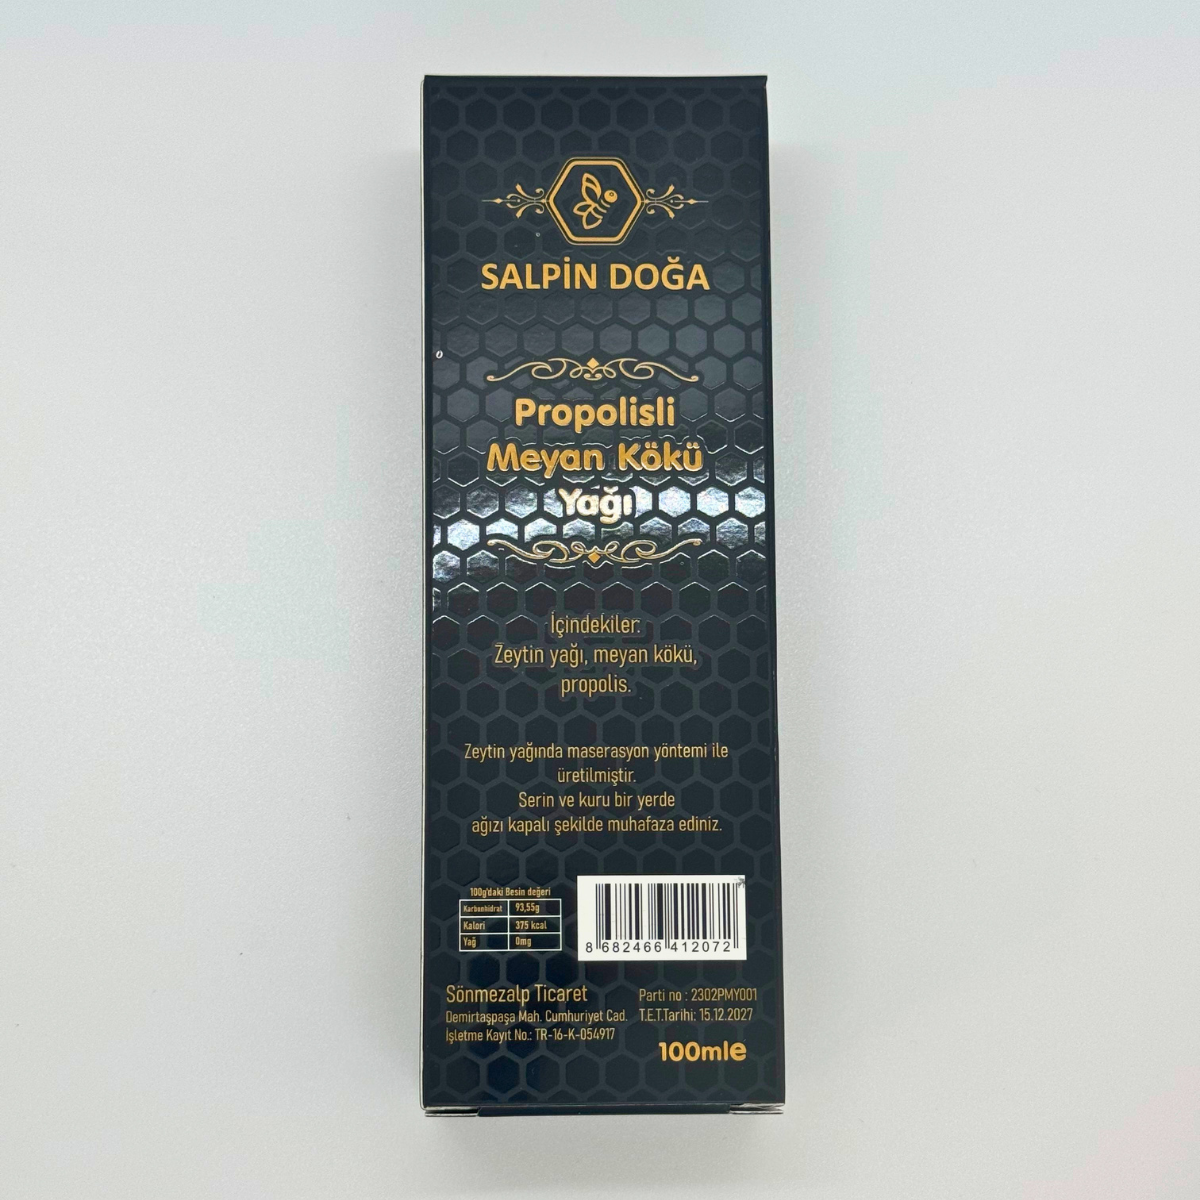 SALPİN DOĞA
Propolisli
Meyan Kökü
Yağı
İçindekiler:
Zeytin yağı, meyan kökü,
propolis.
Zeytin yağında maserasyon yöntemi ile
üretilmiştir.
Serin ve kuru bir yerde
ağızı kapalı şekilde muhafaza ediniz.
100g'daki Besin değeri
Karbonhidrat 93,55g
Kalori 375 kcal
Yağ 0mg
8 682466 412072
Sönmezalp Ticaret
Demirtaşpaşa Mah. Cumhuriyet Cad.
İşletme Kayıt No.: TR-16-K-054917
Parti no : 2302PMY001
T.E.T.Tarihi; 15.12.2027
100mle